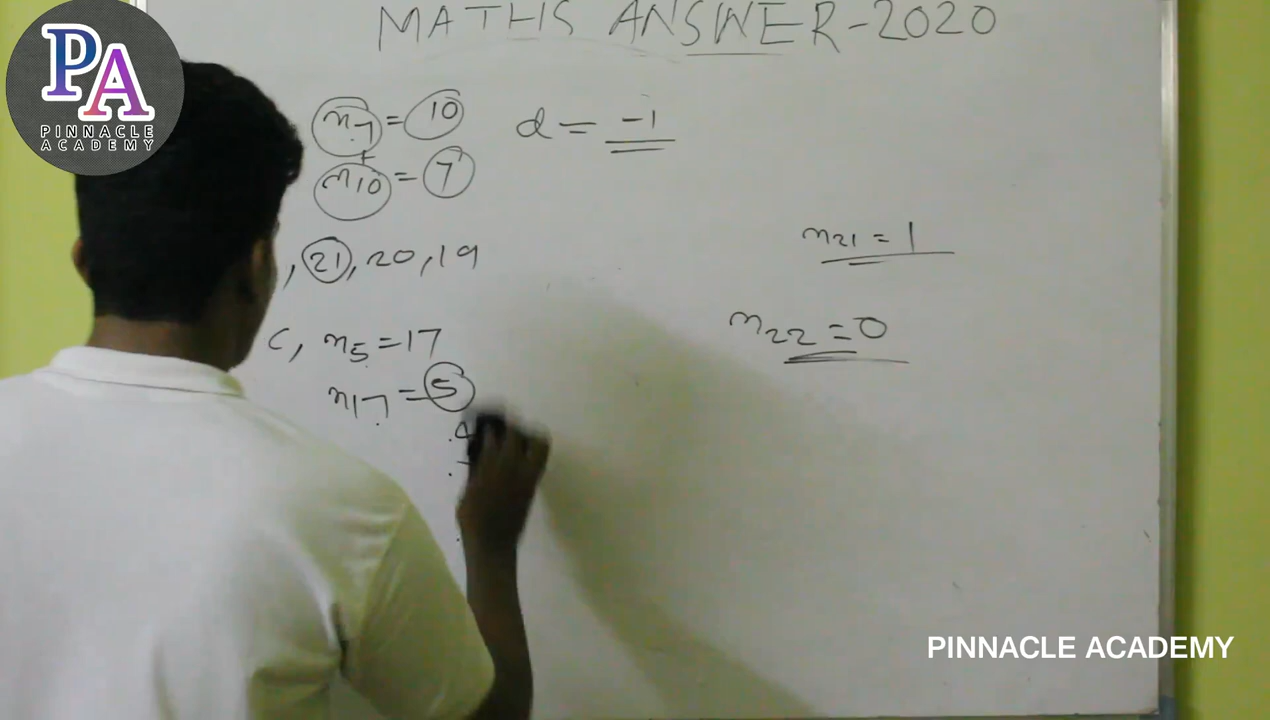 MATHS ANSWER-2020
PA
PINNACLE
ACADEMY
x7 = 10 d = -1
x10 = 7
x21 = 1
, 21, 20, 19
x22 = 0
C, x5 = 17
x17 = 5
4
PINNACLE ACADEMY